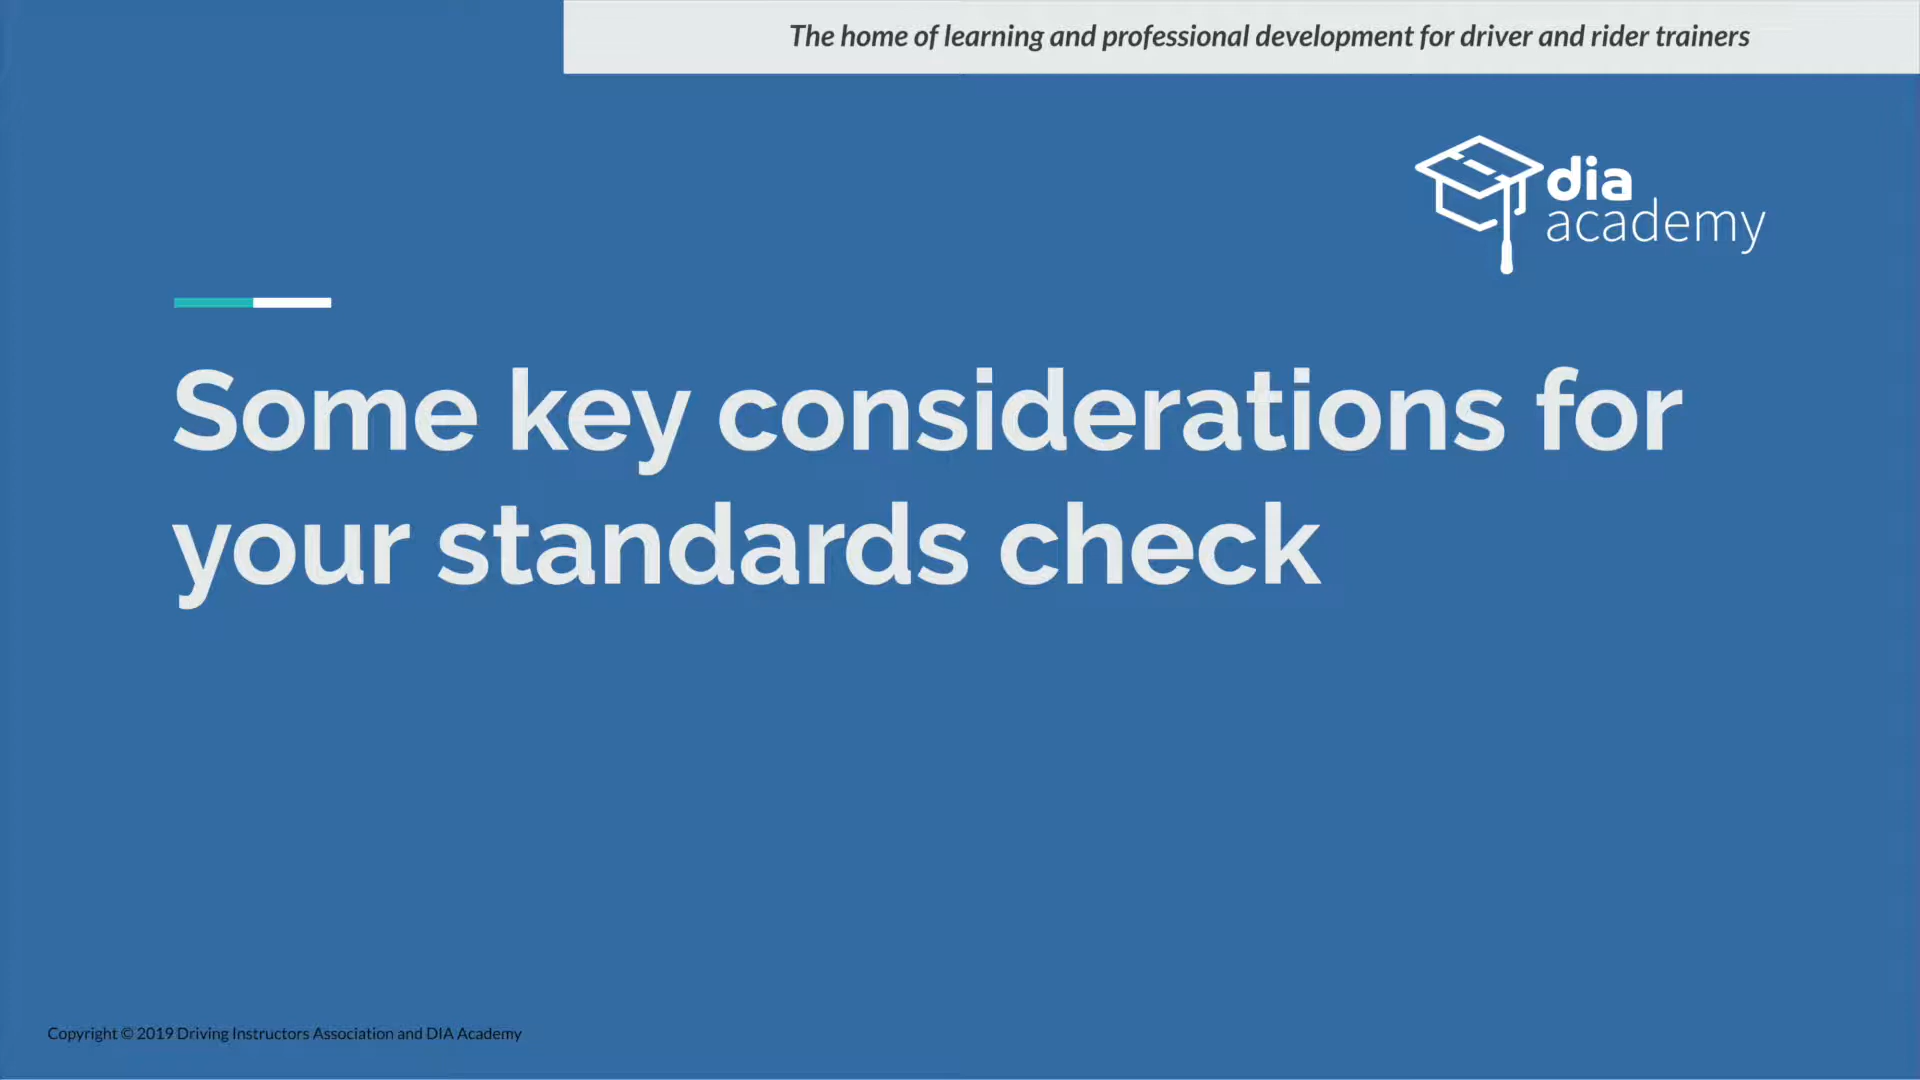 The home of learning and professional development for driver and rider trainers
dia
academy
Some key considerations for
your standards check
Copyright © 2019 Driving Instructors Association and DIA Academy